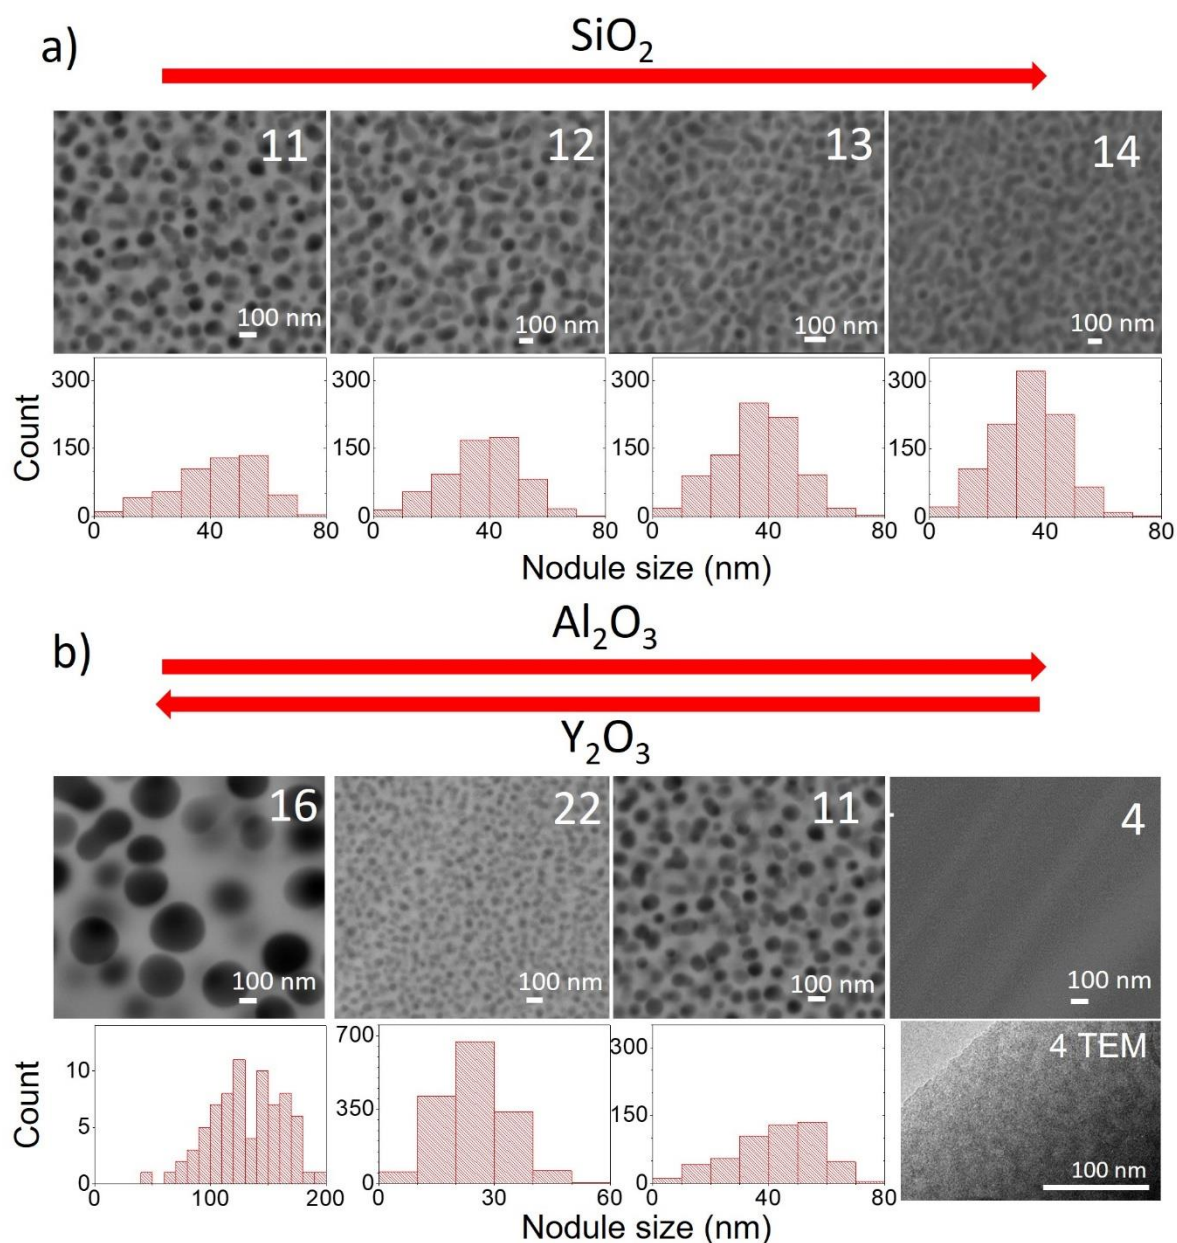 a)
SiO₂
11 12 13 14
100 nm 100 nm 100 nm 100 nm
300 300 300 300
Count
150 150 150 150
0 0 0 0
0 40 80 0 40 80 0 40 80 0 40 80
Nodule size (nm)
b)
Al₂O₃
Y₂O₃
16 22 11 4
100 nm 100 nm 100 nm 100 nm
Count
10 700 300 4 TEM
5 350 150
0 0 0 100 nm
0 100 200 0 30 60 0 40 80
Nodule size (nm)